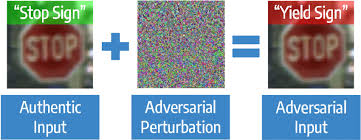 "Stop Sign"
"Yield Sign"
STOP
STOP
+
=
Authentic
Input
Adversarial
Perturbation
Adversarial
Input